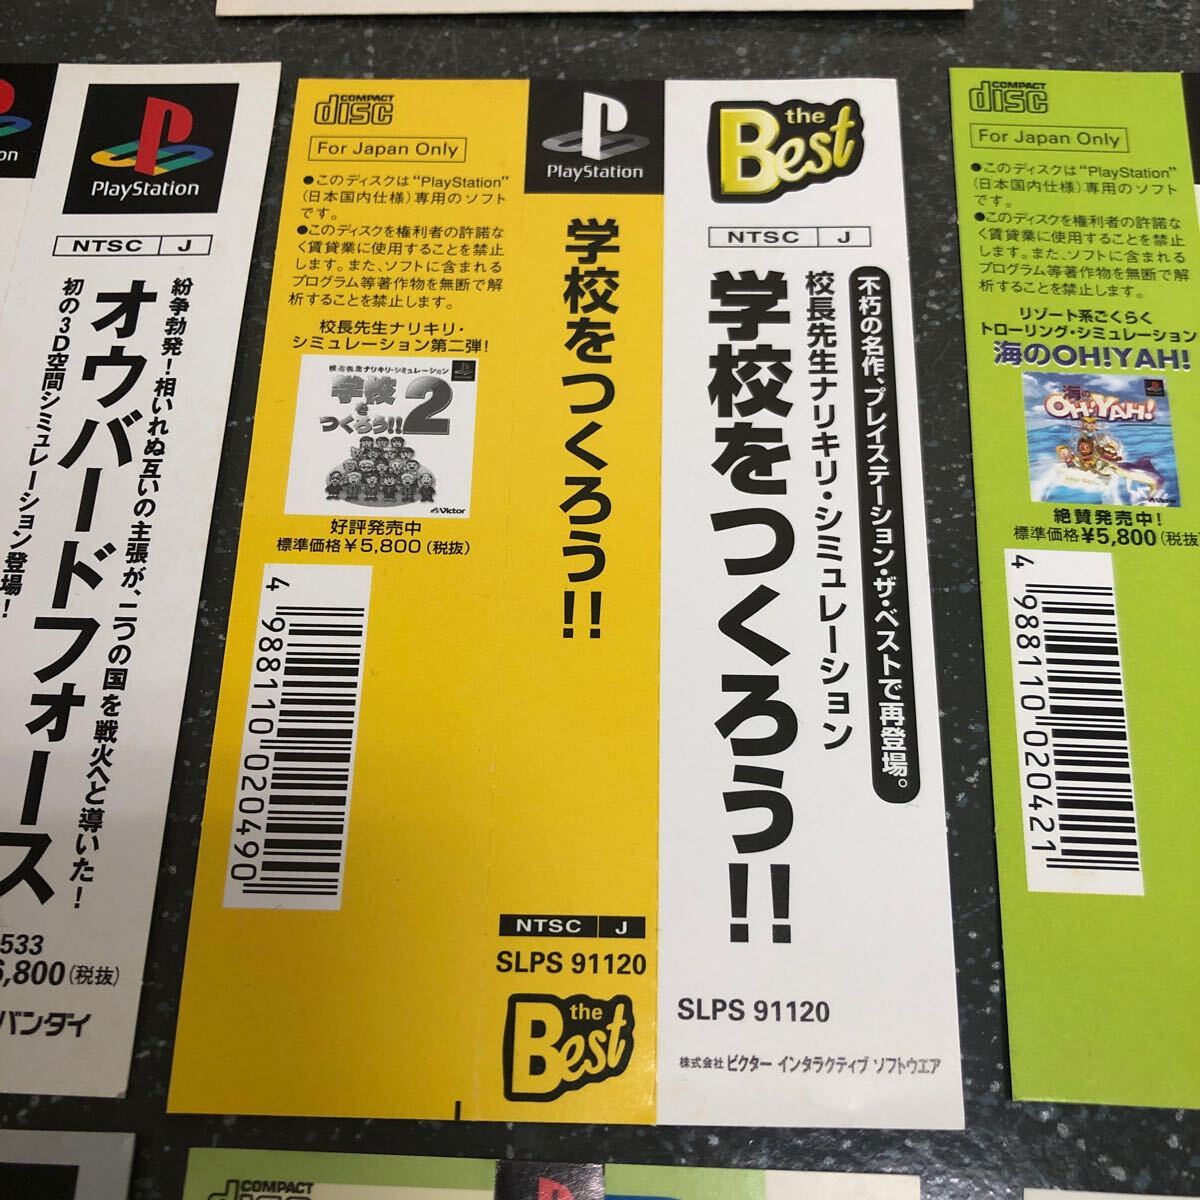 PlayStation
NTSC J
紛争勃発！相いれぬ互いの主張が、二つの国を戦火へと導いた！
オウバードフォース
初の3D空間シミュレーション登場！
533
6,800(税抜)
バンダイ
COMPACT
disc
For Japan Only
●このディスクは"PlayStation"
(日本国内仕様)専用のソフト
です。
●このディスクを権利者の許諾な
く賃貸業に使用することを禁止
します。また、ソフトに含まれる
プログラム等著作物を無断で解
析することを禁止します。
校長先生ナリキリ・
シミュレーション第二弾！
校長先生ナリキリ・シミュレーション
学校をつくろう!!2
Victor
好評発売中
標準価格￥5,800(税抜)
4 988110 020490
PlayStation
学校をつくろう!!
NTSC J
SLPS 91120
the Best
the Best
NTSC J
不朽の名作、プレイステーション・ザ・ベストで再登場。
校長先生ナリキリ・シミュレーション
学校をつくろう!!
SLPS 91120
株式会社 ビクター インタラクティブ ソフトウエア
COMPACT
disc
For Japan Only
●このディスクは"PlayStation"
(日本国内仕様)専用のソフト
です。
●このディスクを権利者の許諾な
く賃貸業に使用することを禁止
します。また、ソフトに含まれる
プログラム等著作物を無断で解
析することを禁止します。
リゾート系ごくらく
トローリング・シミュレーション
海のOH!YAH!
海のOH!YAH!
Victor
絶賛発売中！
標準価格￥5,800(税抜)
4 988110 020421
COMPACT
disc